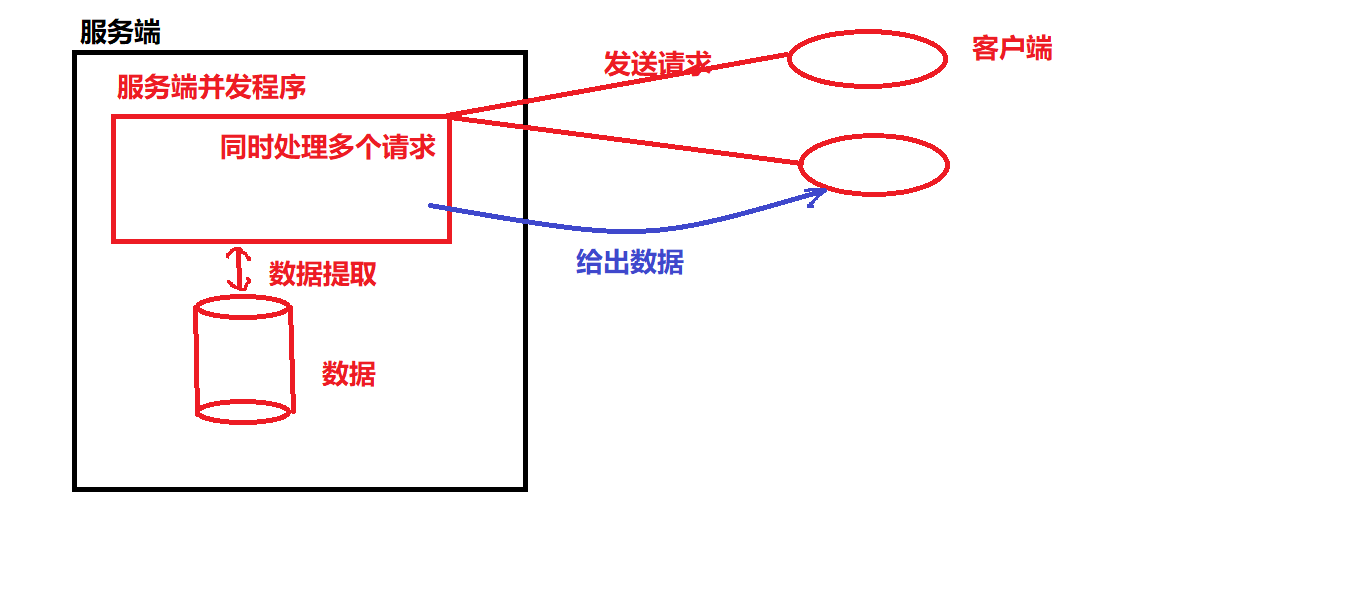 服务端
发送请求
客户端
服务端并发程序
同时处理多个请求
给出数据
数据提取
数据